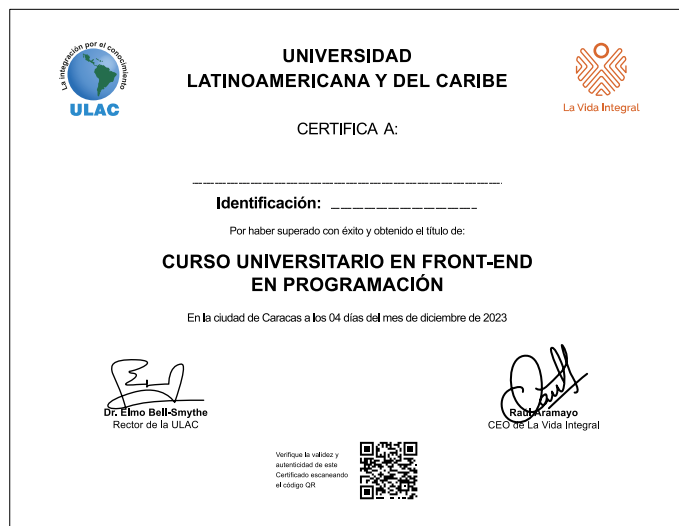 La integración por el conocimiento
ULAC
UNIVERSIDAD
LATINOAMERICANA Y DEL CARIBE
La Vida Integral
CERTIFICA A:
Identificación:
Por haber superado con éxito y obtenido el título de:
CURSO UNIVERSITARIO EN FRONT-END
EN PROGRAMACIÓN
En la ciudad de Caracas a los 04 días del mes de diciembre de 2023
Dr. Elmo Bell-Smythe
Rector de la ULAC
Raúl Aramayo
CEO de La Vida Integral
Verifique la validez y
autenticidad de este
Certificado escaneando
el código QR